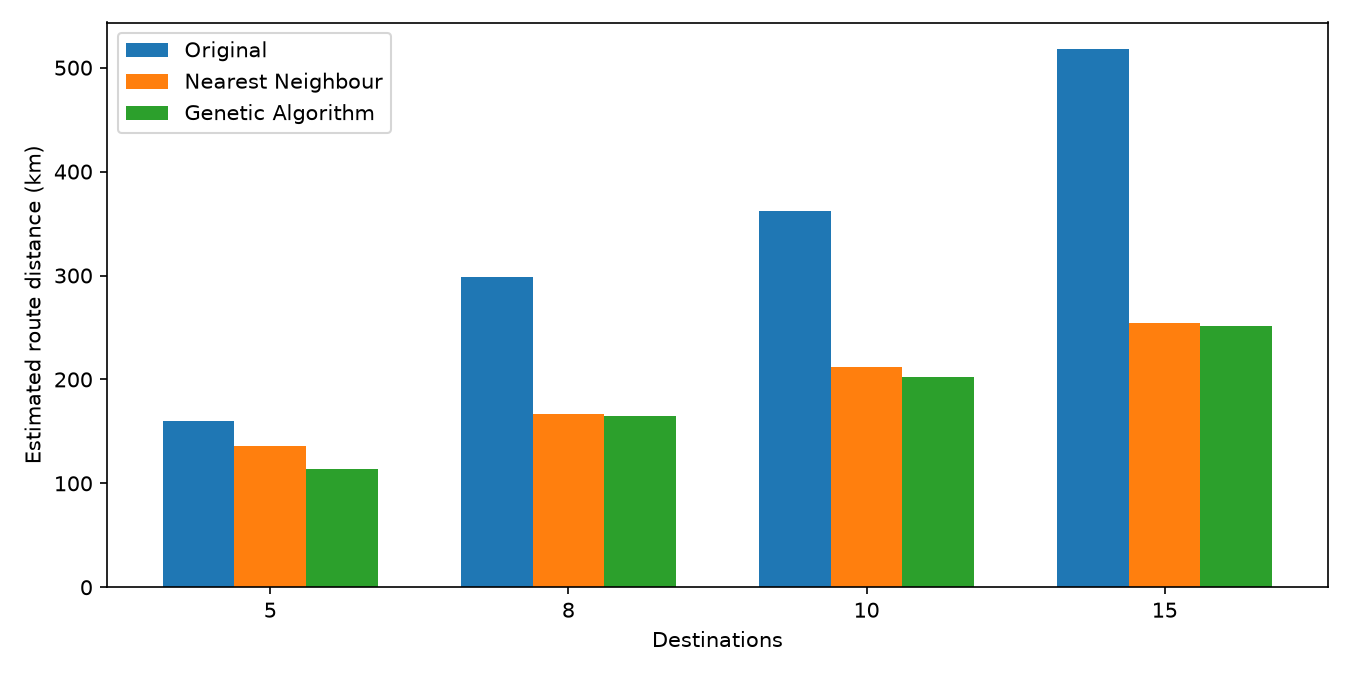 Original
Nearest Neighbour
Genetic Algorithm
Estimated route distance (km)
500
400
300
200
100
0
5 8 10 15
Destinations